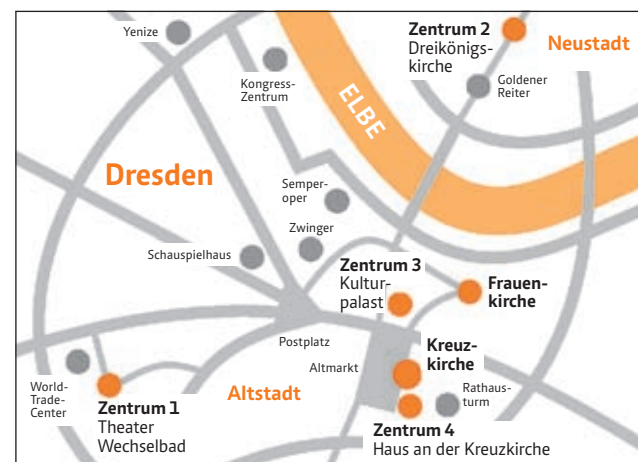 Yenize
Kongress-
Zentrum
ELBE
Zentrum 2
Dreikönigs-
kirche
Neustadt
Goldener
Reiter
Dresden
Semper-
oper
Zwinger
Schauspielhaus
Zentrum 3
Kultur-
palast
Frauen-
kirche
Postplatz
Altmarkt
Kreuz-
kirche
World-
Trade-
Center
Zentrum 1
Theater
Wechselbad
Altstadt
Rathaus-
turm
Zentrum 4
Haus an der Kreuzkirche